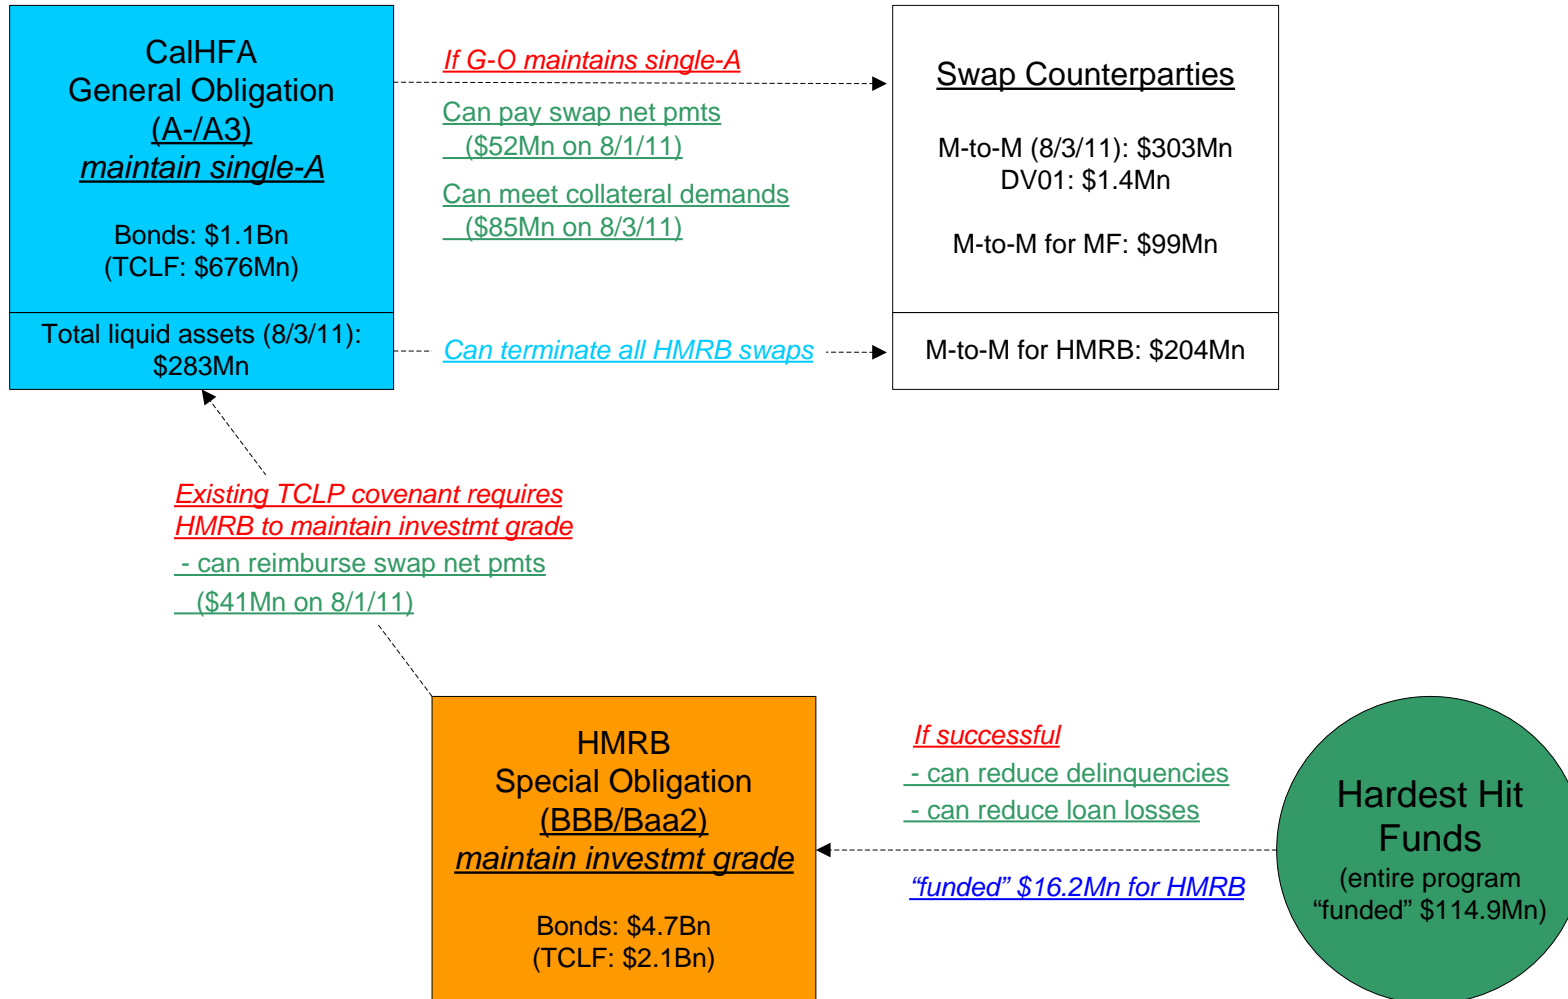 CalHFA
General Obligation
(A-/A3)
maintain single-A
Bonds: $1.1Bn
(TCLF: $676Mn)
Total liquid assets (8/3/11):
$283Mn
If G-O maintains single-A
Can pay swap net pmts
($52Mn on 8/1/11)
Can meet collateral demands
($85Mn on 8/3/11)
Can terminate all HMRB swaps
Swap Counterparties
M-to-M (8/3/11): $303Mn
DV01: $1.4Mn
M-to-M for MF: $99Mn
M-to-M for HMRB: $204Mn
Existing TCLP covenant requires
HMRB to maintain investmt grade
- can reimburse swap net pmts
($41Mn on 8/1/11)
HMRB
Special Obligation
(BBB/Baa2)
maintain investmt grade
Bonds: $4.7Bn
(TCLF: $2.1Bn)
If successful
- can reduce delinquencies
- can reduce loan losses
“funded” $16.2Mn for HMRB
Hardest Hit
Funds
(entire program
“funded” $114.9Mn)